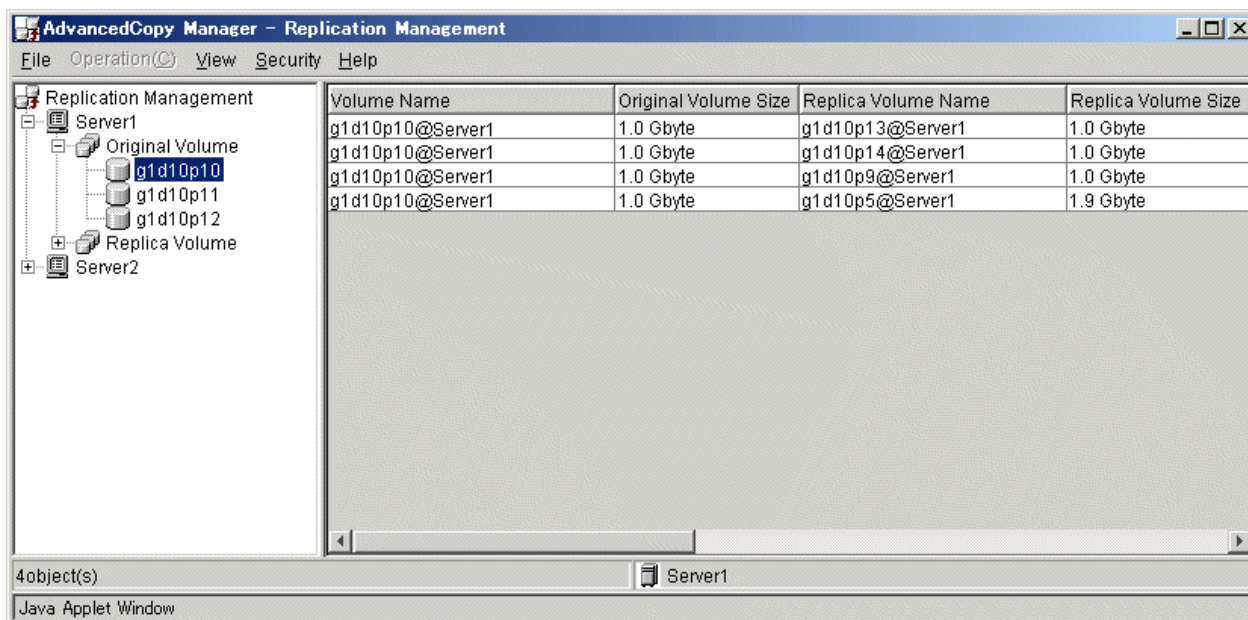 AdvancedCopy Manager - Replication Management
File Operation(C) View Security Help
Replication Management
Server1
Original Volume
g1d10p10
g1d10p11
g1d10p12
Replica Volume
Server2
Volume Name Original Volume Size Replica Volume Name Replica Volume Size
g1d10p10@Server1 1.0 Gbyte g1d10p13@Server1 1.0 Gbyte
g1d10p10@Server1 1.0 Gbyte g1d10p14@Server1 1.0 Gbyte
g1d10p10@Server1 1.0 Gbyte g1d10p9@Server1 1.0 Gbyte
g1d10p10@Server1 1.0 Gbyte g1d10p5@Server1 1.9 Gbyte
4object(s) Server1
Java Applet Window